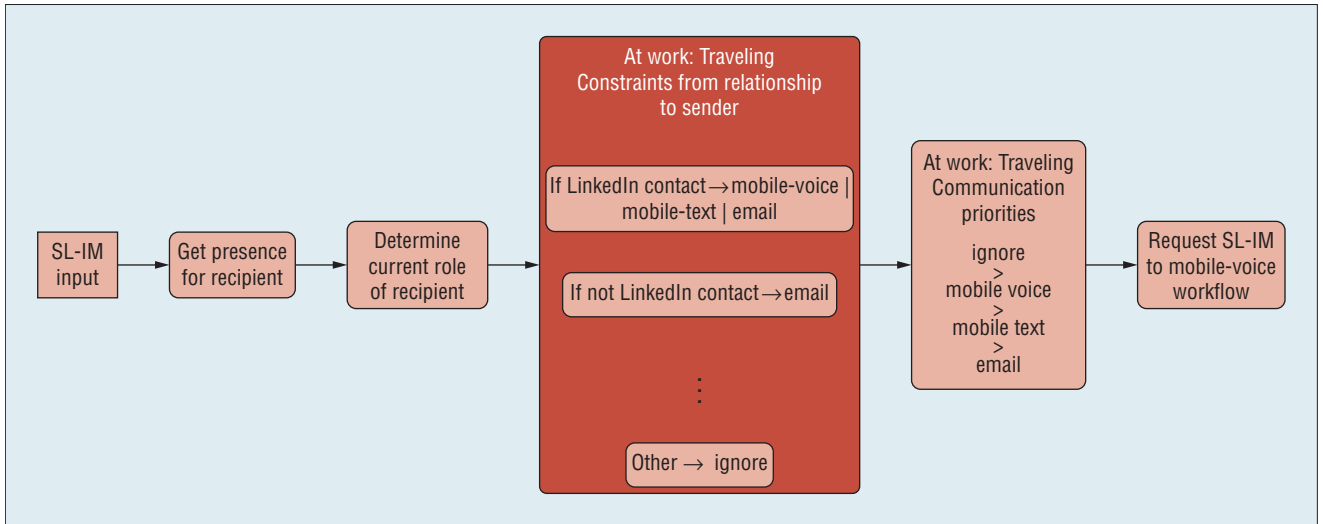 SL-IM
input
Get presence
for recipient
Determine
current role
of recipient
At work: Traveling
Constraints from relationship
to sender
If LinkedIn contact→mobile-voice |
mobile-text | email
If not LinkedIn contact→email
⋮
Other → ignore
At work: Traveling
Communication
priorities
ignore
>
mobile voice
>
mobile text
>
email
Request SL-IM
to mobile-voice
workflow